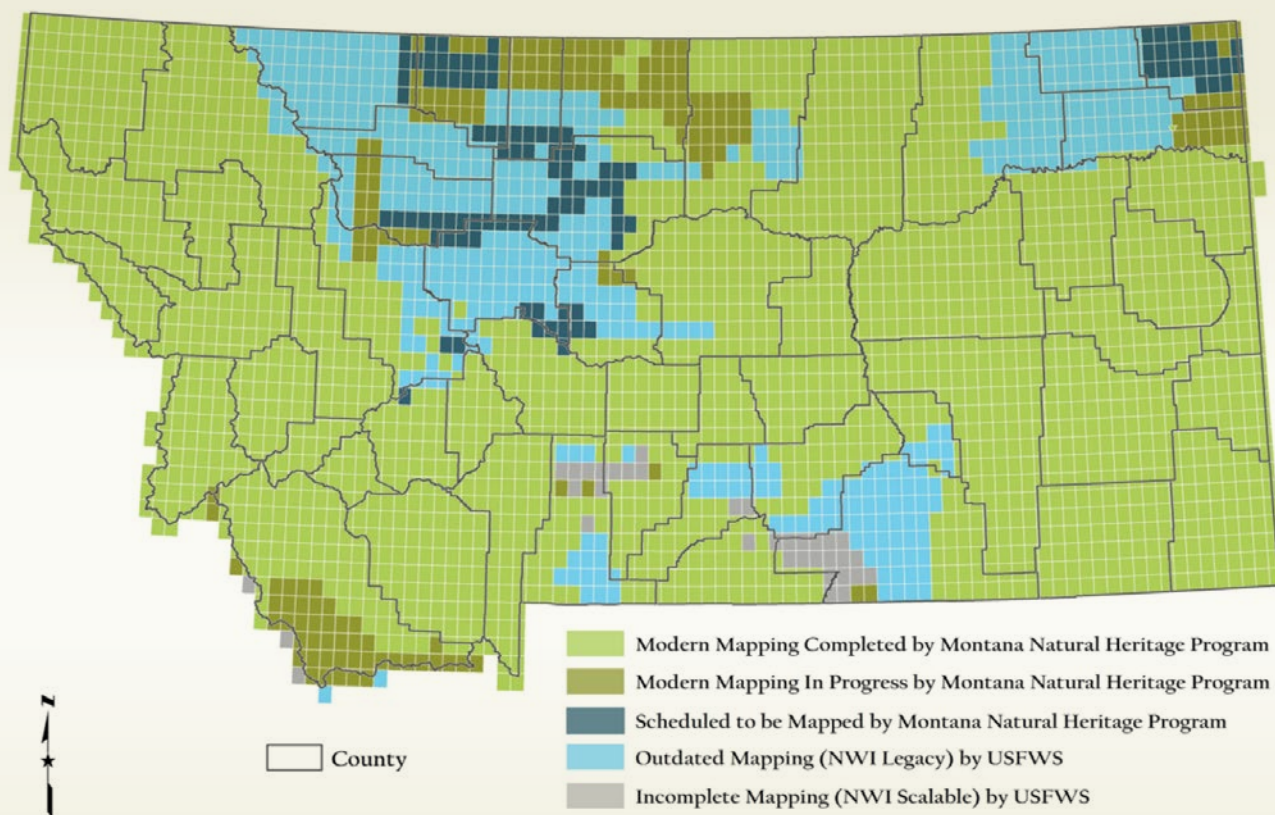 Modern Mapping Completed by Montana Natural Heritage Program
Modern Mapping In Progress by Montana Natural Heritage Program
Scheduled to be Mapped by Montana Natural Heritage Program
County
Outdated Mapping (NWI Legacy) by USFWS
Incomplete Mapping (NWI Scalable) by USFWS
N